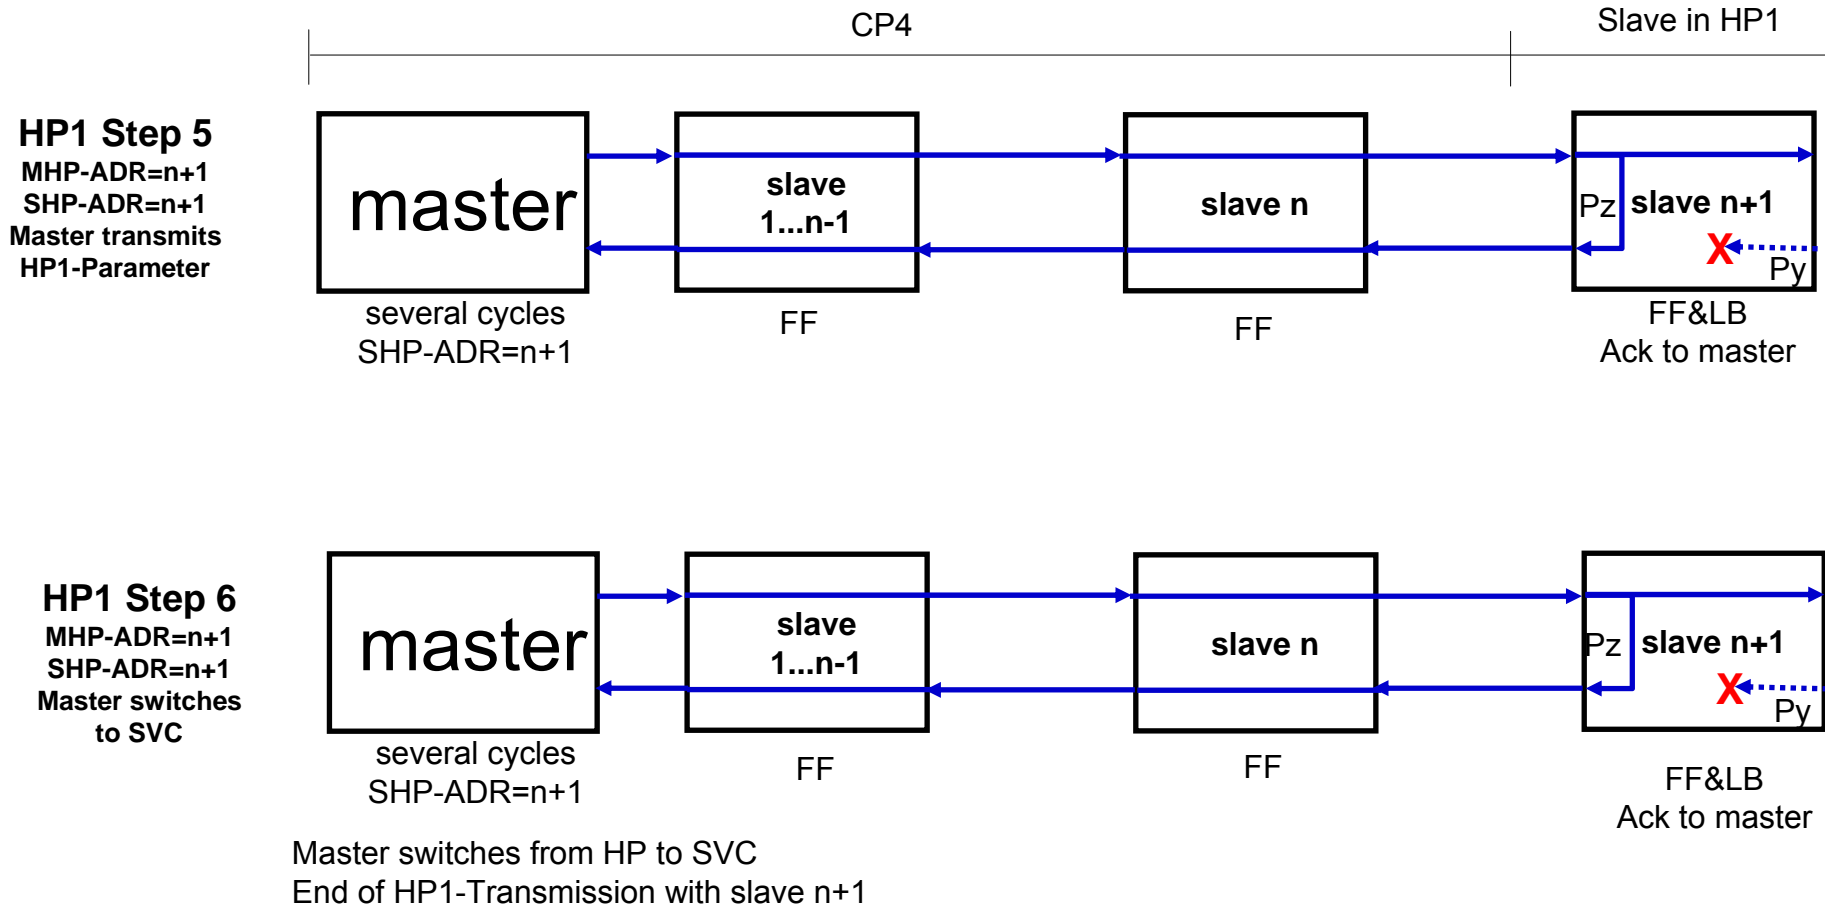 CP4
Slave in HP1
HP1 Step 5
MHP-ADR=n+1
SHP-ADR=n+1
Master transmits
HP1-Parameter
master
several cycles
SHP-ADR=n+1
slave
1...n-1
FF
slave n
FF
Pz
slave n+1
X
Py
FF&LB
Ack to master
HP1 Step 6
MHP-ADR=n+1
SHP-ADR=n+1
Master switches
to SVC
master
several cycles
SHP-ADR=n+1
slave
1...n-1
FF
slave n
FF
Pz
slave n+1
X
Py
FF&LB
Ack to master
Master switches from HP to SVC
End of HP1-Transmission with slave n+1